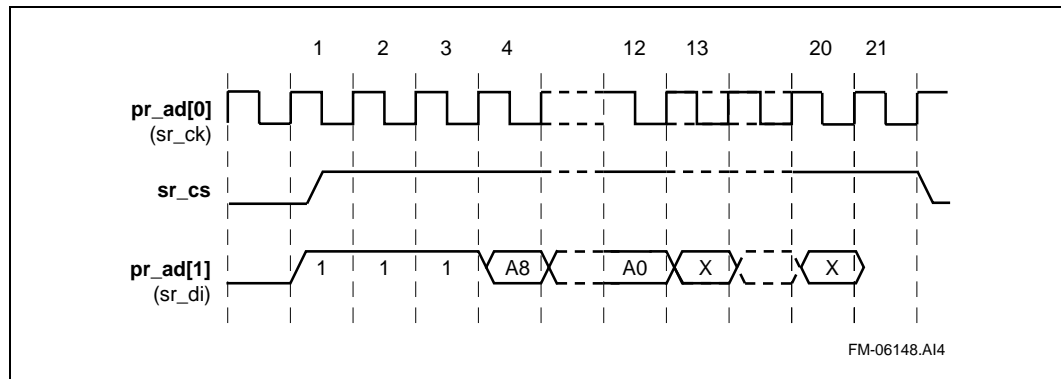 1 2 3 4 12 13 20 21
pr_ad[0]
(sr_ck)
sr_cs
pr_ad[1]
(sr_di)
1 1 1 A8 A0 X X
FM-06148.AI4